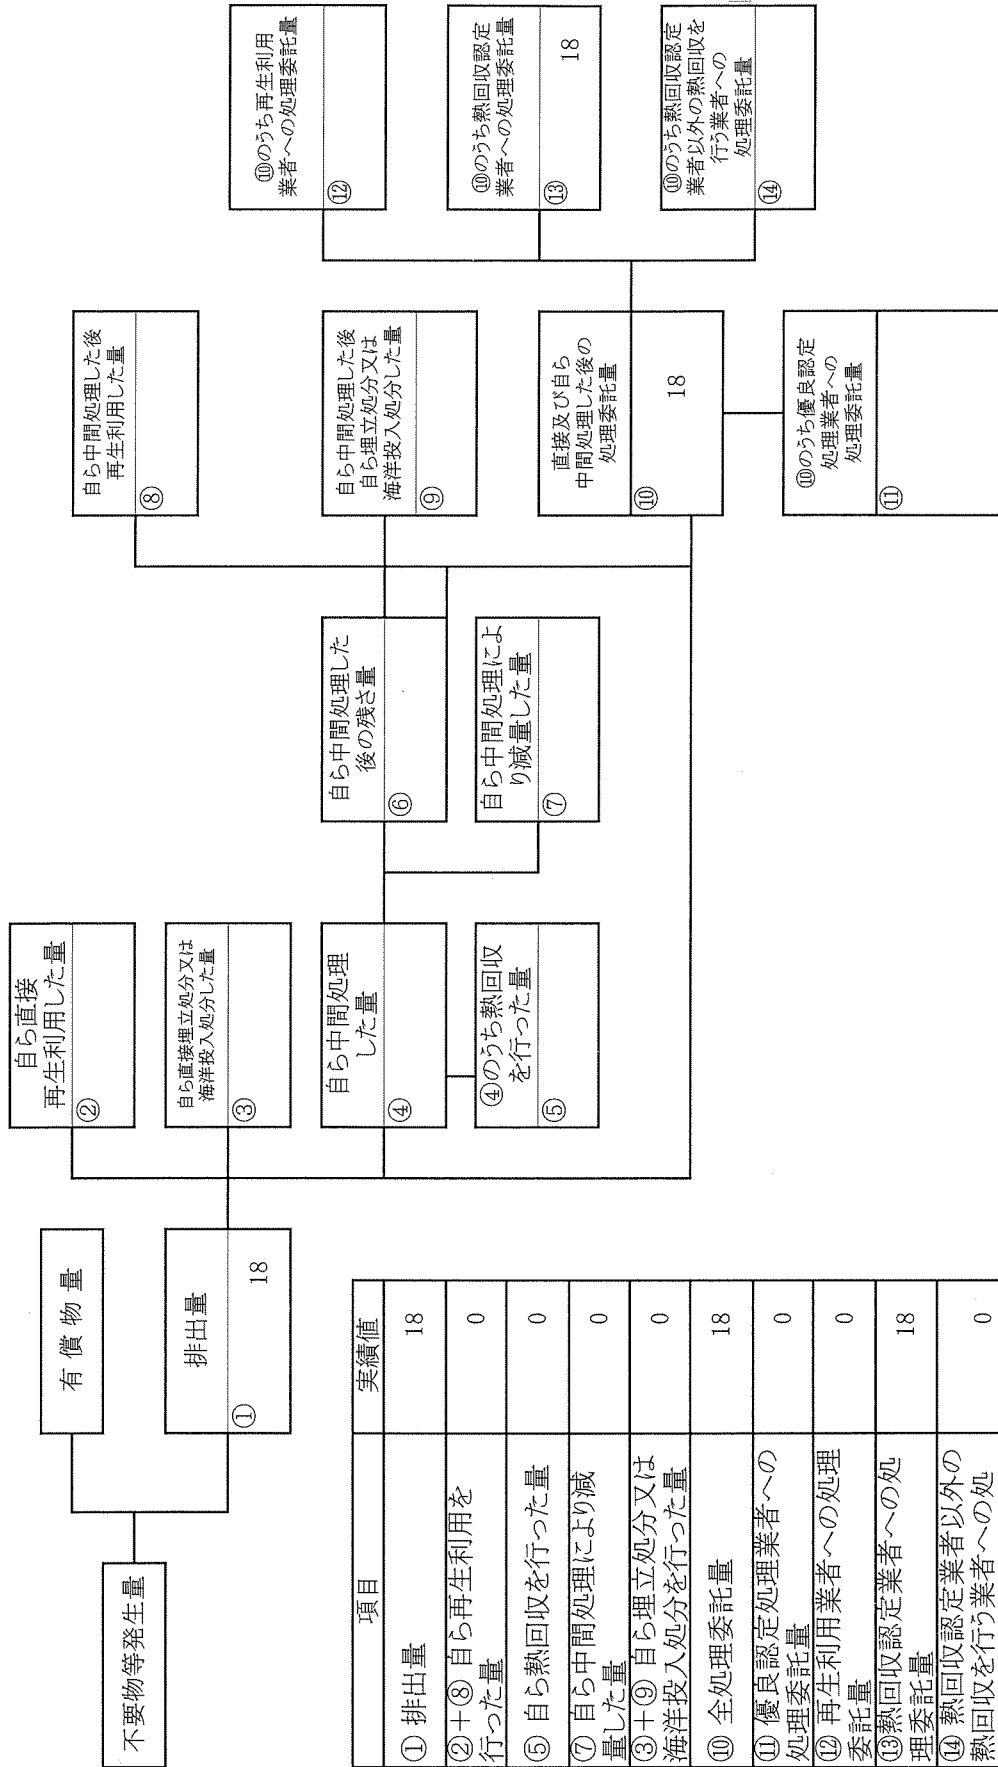 不要物等発生量
有 償 物 量
排出量
①
18
自ら直接
再生利用した量
②
自ら直接埋立処分又は
海洋投入処分した量
③
自ら中間処理
した量
④
④のうち熱回収
を行った量
⑤
自ら中間処理した
後の残さ量
⑥
自ら中間処理によ
り減量した量
⑦
自ら中間処理した後
再生利用した量
⑧
自ら中間処理した後
自ら埋立処分又は
海洋投入処分した量
⑨
直接及び自ら
中間処理した後の
処理委託量
⑩
18
⑩のうち優良認定
処理業者への
処理委託量
⑪
⑩のうち再生利用
業者への処理委託量
⑫
⑩のうち熱回収認定
業者への処理委託量
⑬
18
⑩のうち熱回収認定
業者以外の熱回収を
行う業者への
処理委託量
⑭
項目 実績値
① 排出量 18
②+⑧ 自ら再生利用を
行った量 0
⑤ 自ら熱回収を行った量 0
⑦ 自ら中間処理により減
量した量 0
③+⑨ 自ら埋立処分又は
海洋投入処分を行った量 0
⑩ 全処理委託量 18
⑪ 優良認定処理業者への
処理委託量 0
⑫ 再生利用業者への処理
委託量 0
⑬熱回収認定業者への処
理委託量 18
⑭ 熱回収認定業者以外の
熱回収を行う業者への処 0